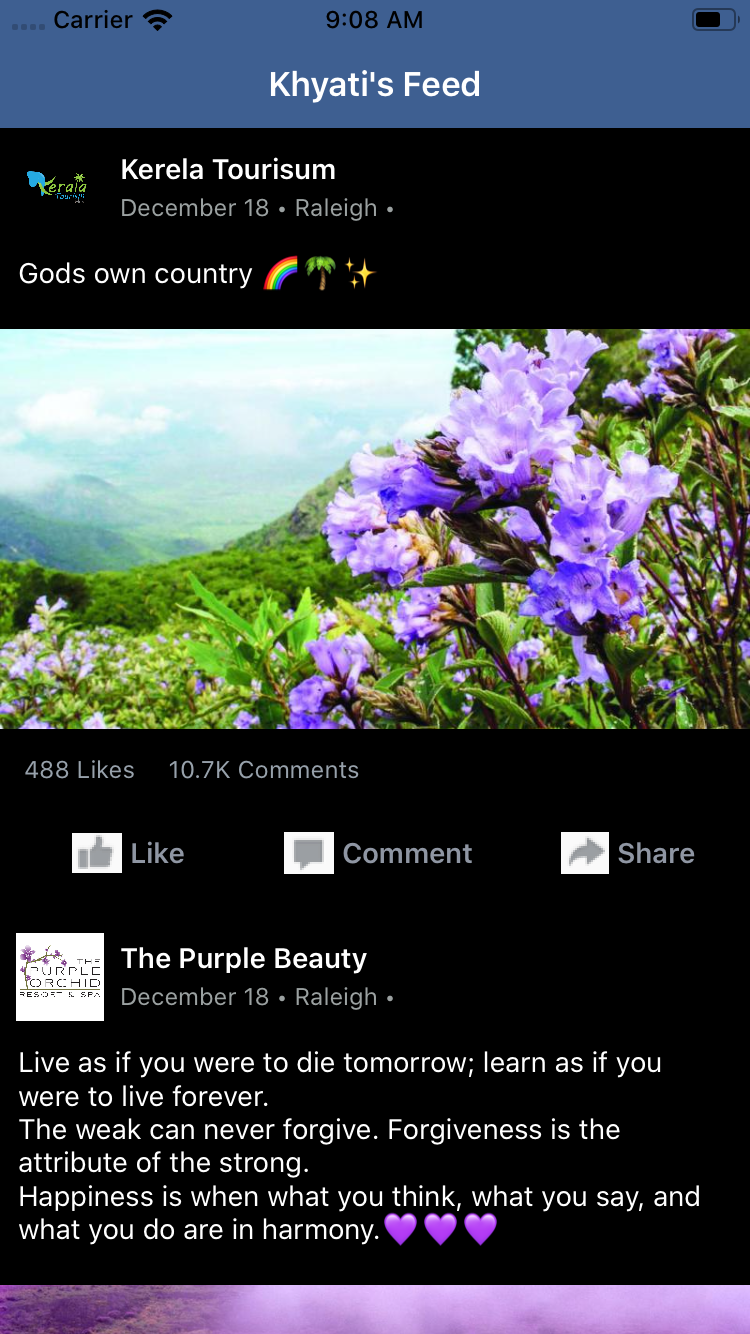 Carrier 9:08 AM
Khyati's Feed
Kerala
Tourism
Kerela Tourisum
December 18 • Raleigh •
Gods own country 🌈🌴✨
488 Likes 10.7K Comments
Like Comment Share
THE
PURPLE
ORCHID
RESORT & SPA
The Purple Beauty
December 18 • Raleigh •
Live as if you were to die tomorrow; learn as if you
were to live forever.
The weak can never forgive. Forgiveness is the
attribute of the strong.
Happiness is when what you think, what you say, and
what you do are in harmony.💜💜💜